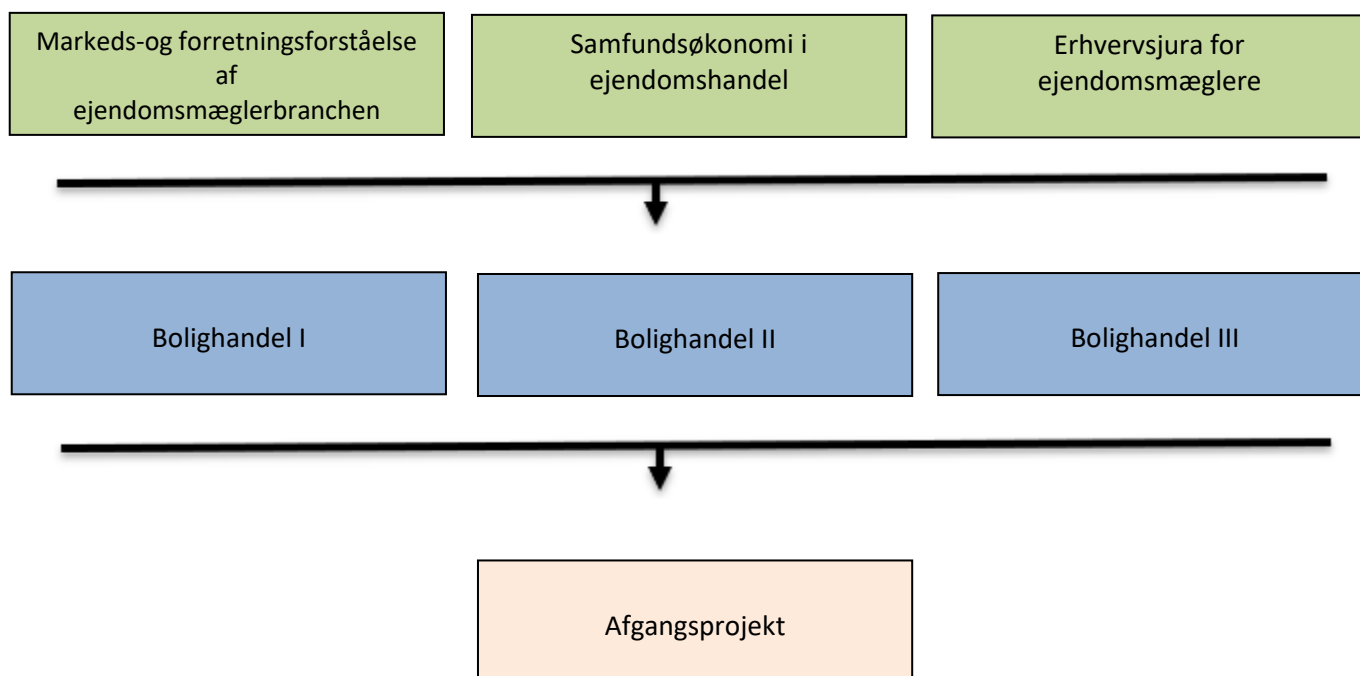 Markeds-og forretningsforståelse
af
ejendomsmæglerbranchen
Samfundsøkonomi i
ejendomshandel
Erhvervsjura for
ejendomsmæglere
Bolighandel I
Bolighandel II
Bolighandel III
Afgangsprojekt